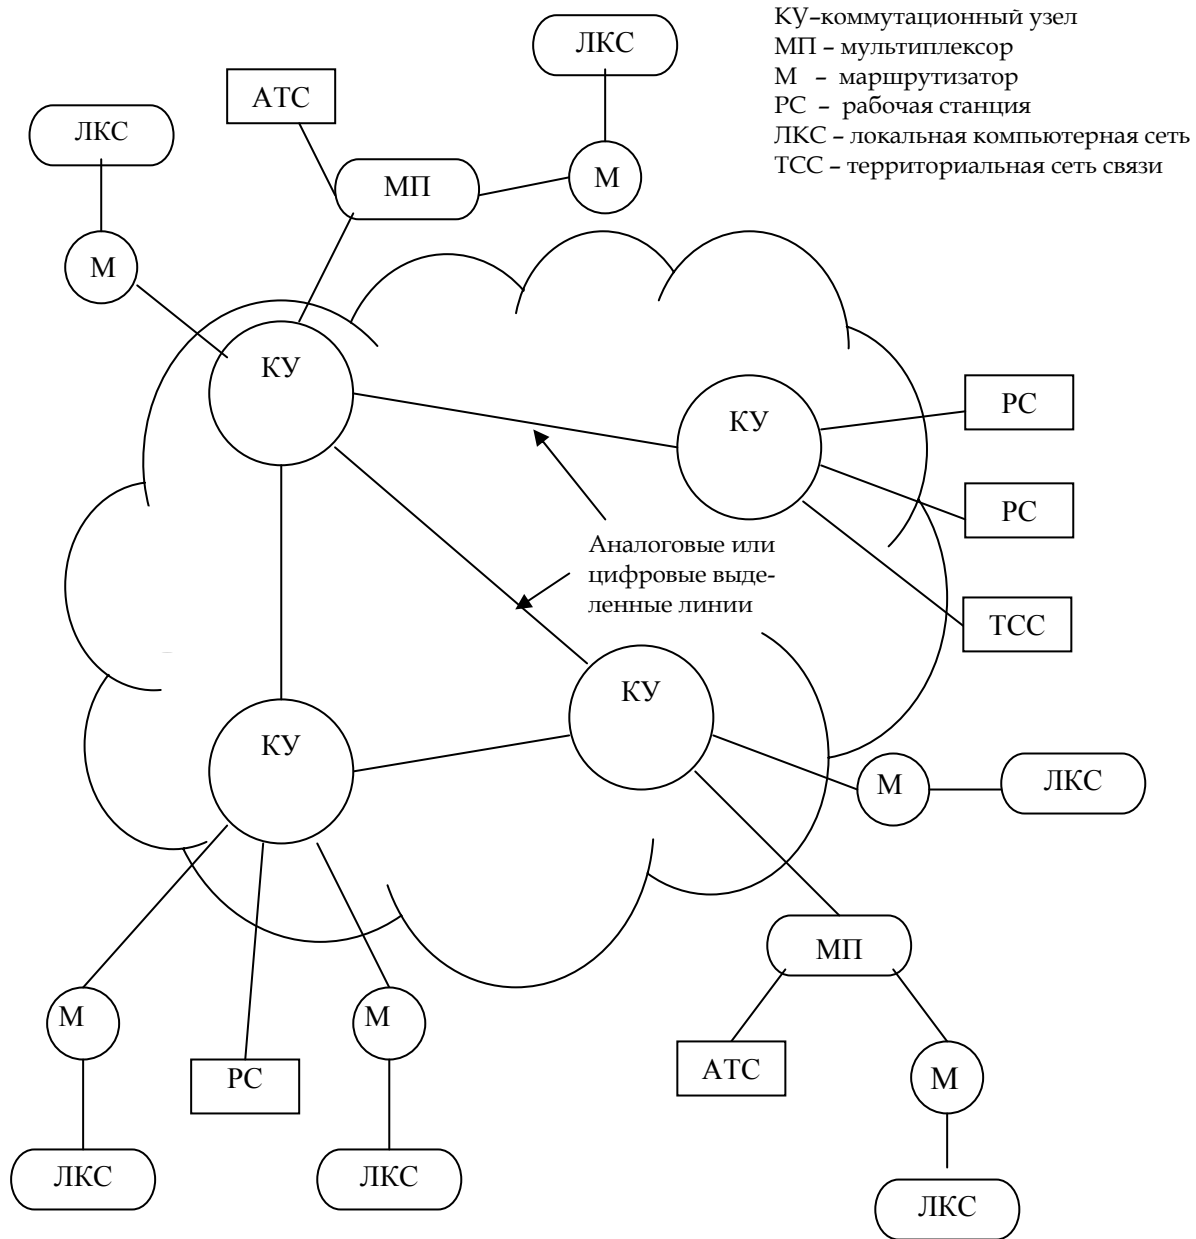 КУ–коммутационный узел
МП – мультиплексор
М – маршрутизатор
РС – рабочая станция
ЛКС – локальная компьютерная сеть
ТСС – территориальная сеть связи
ЛКС
АТС
ЛКС
МП
М
М
КУ
КУ
РС
РС
Аналоговые или
цифровые выде-
ленные линии
ТСС
КУ
КУ
М
ЛКС
МП
М
М
РС
АТС
М
ЛКС
ЛКС
ЛКС